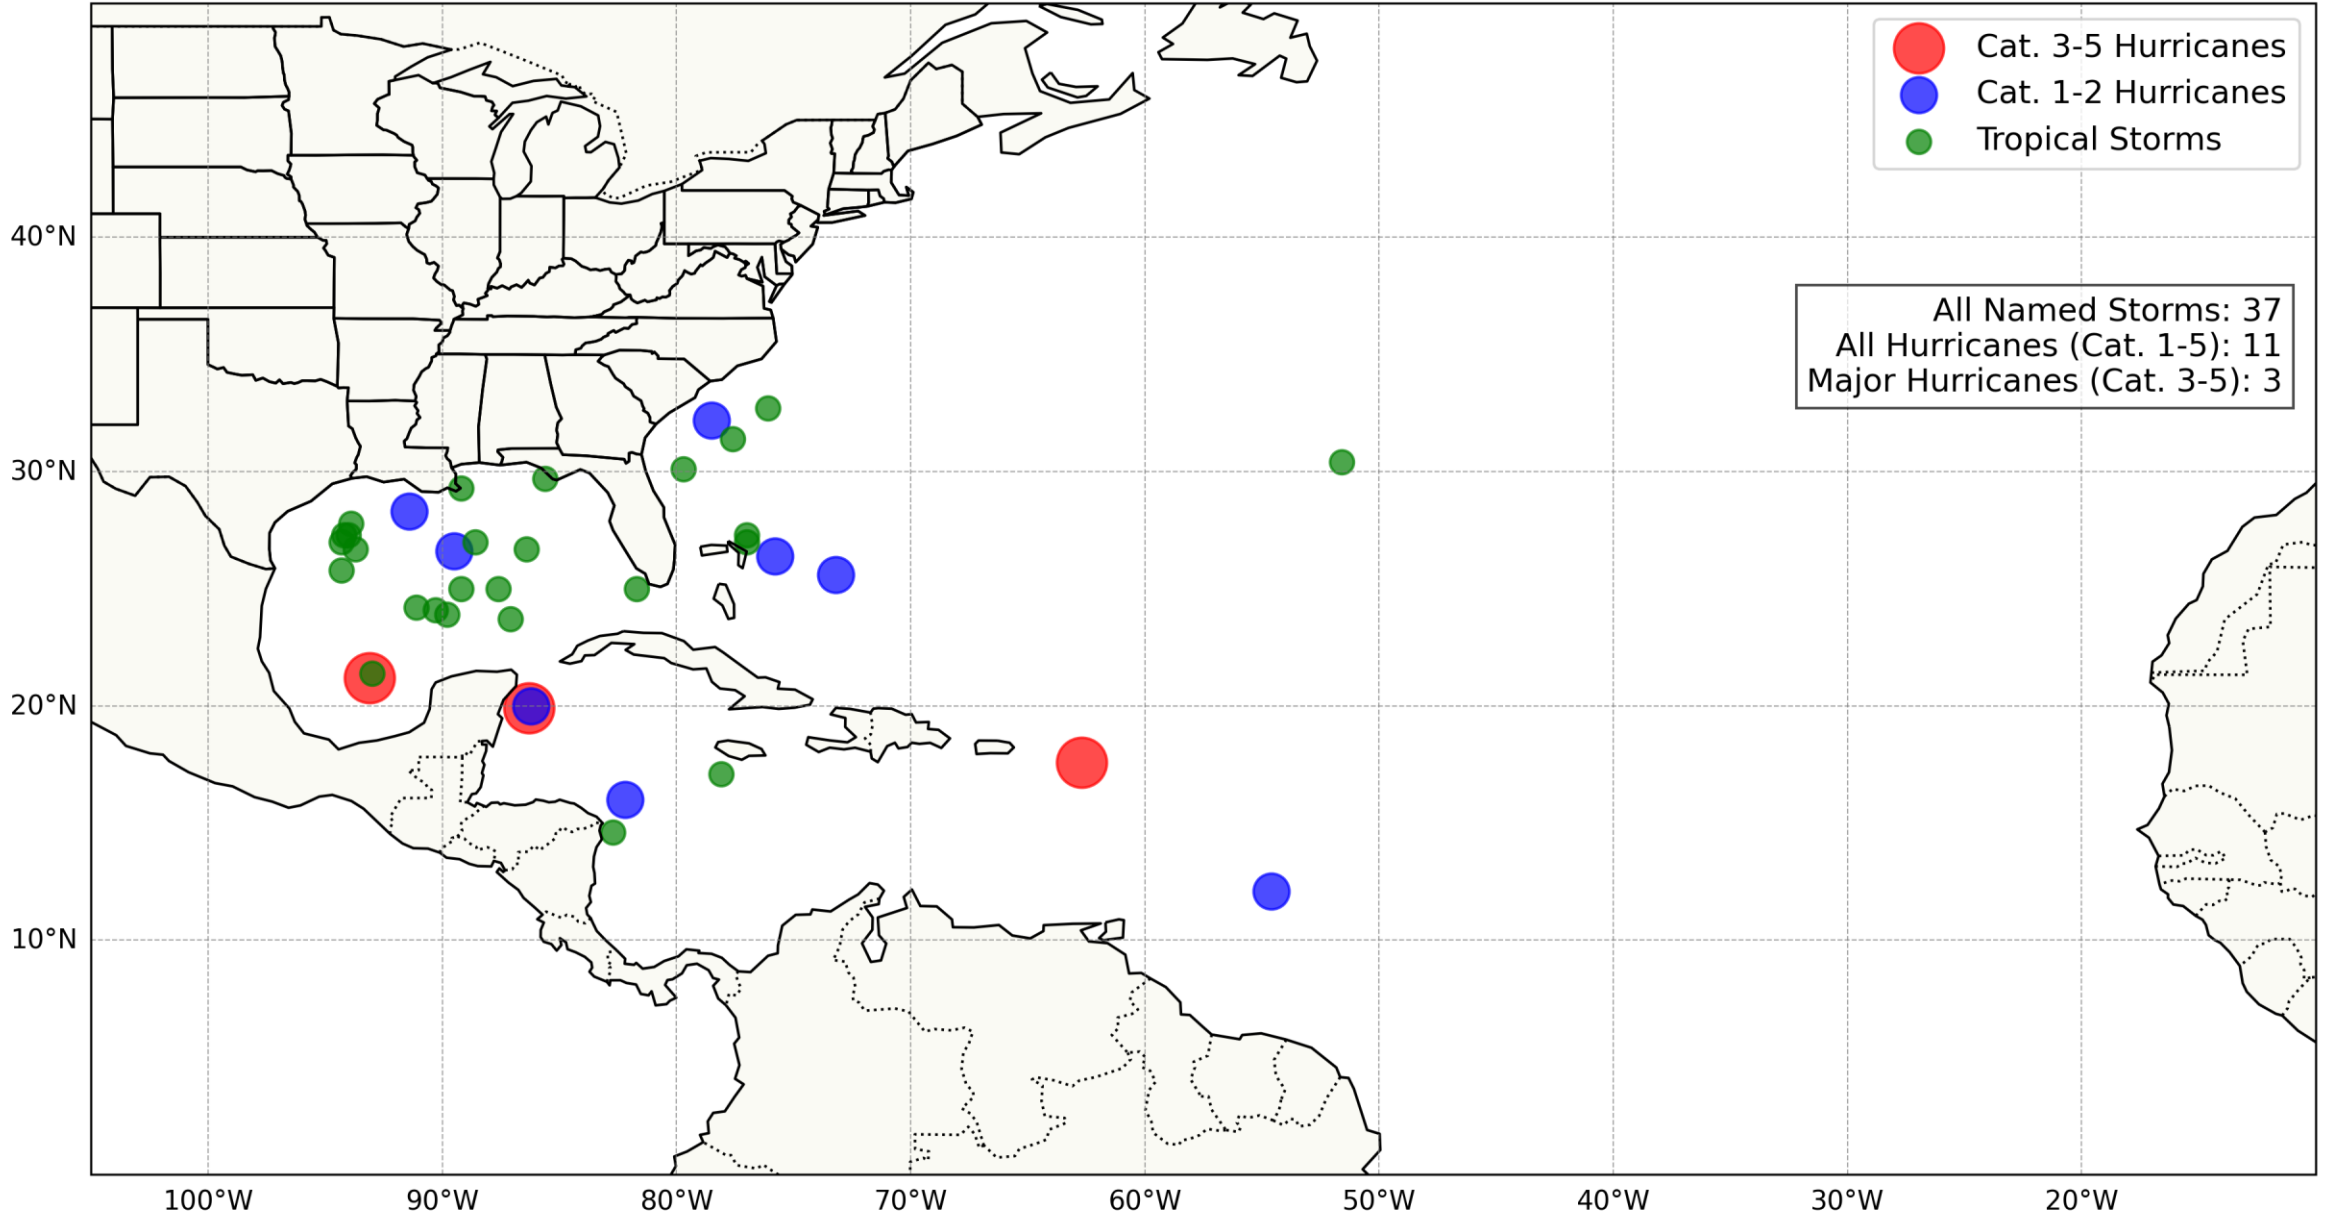 Cat. 3-5 Hurricanes
Cat. 1-2 Hurricanes
Tropical Storms
40°N
All Named Storms: 37
All Hurricanes (Cat. 1-5): 11
Major Hurricanes (Cat. 3-5): 3
30°N
20°N
10°N
100°W 90°W 80°W 70°W 60°W 50°W 40°W 30°W 20°W